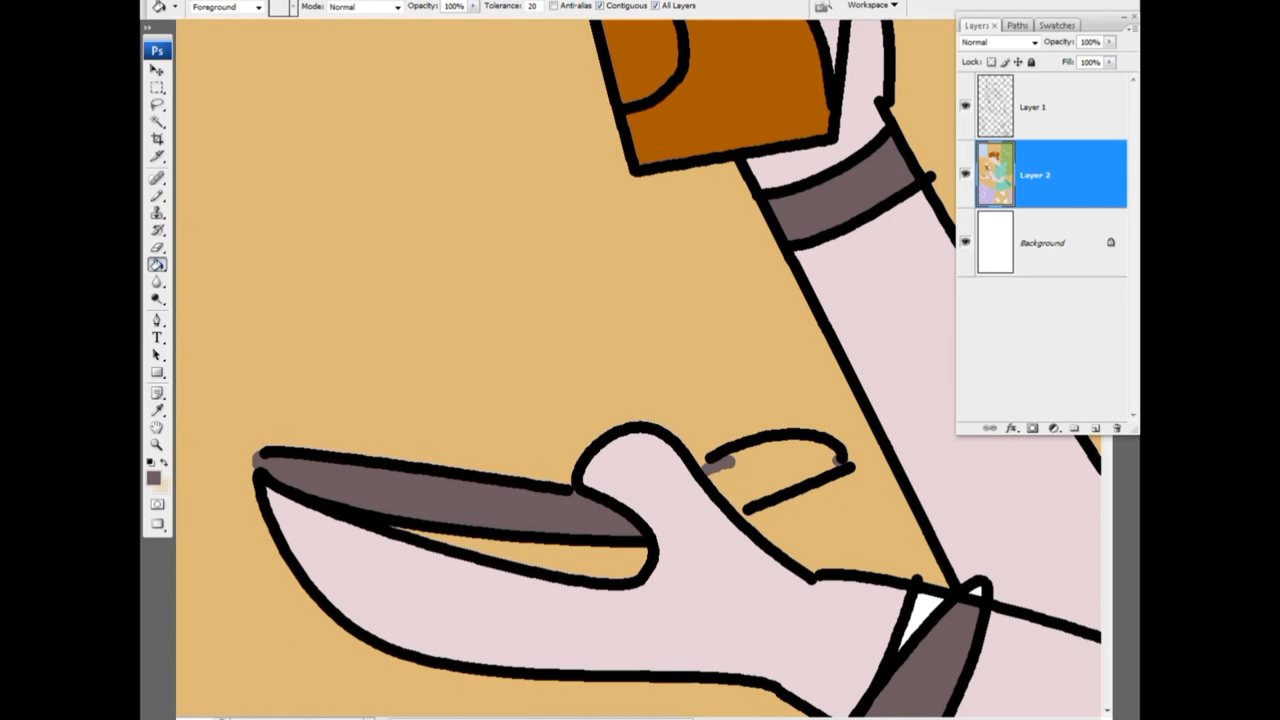 Foreground Mode: Normal Opacity: 100% Tolerance: 20 Anti-alias Contiguous All Layers Workspace
Ps
T
Layers Paths Swatches
Normal Opacity: 100%
Lock: Fill: 100%
Layer 1
Layer 2
Background
fx